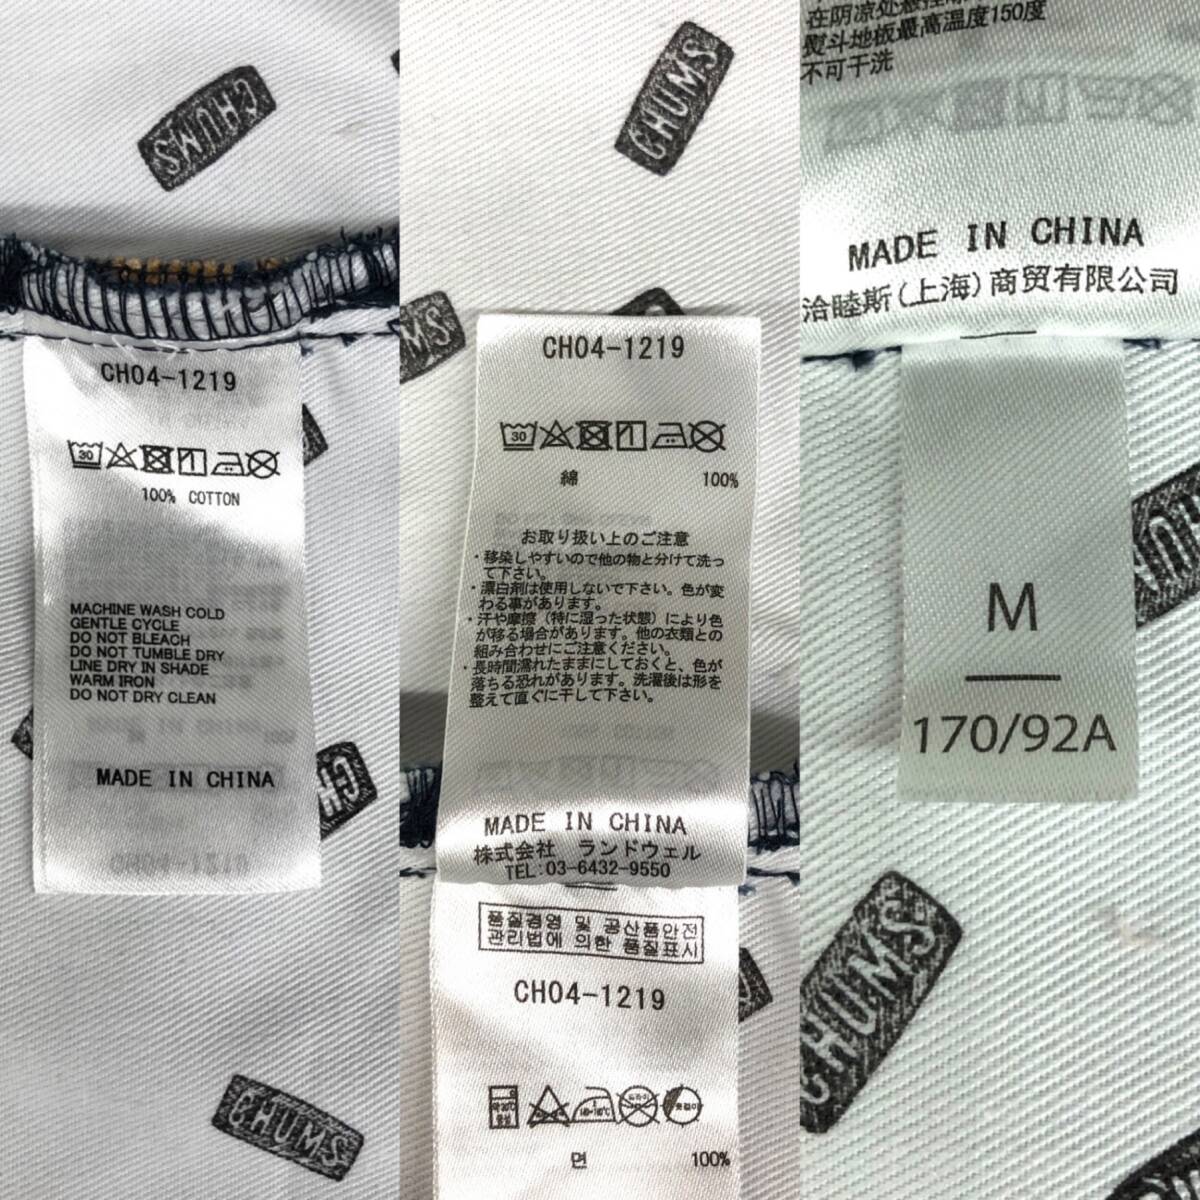 CHUMS
CH04-1219
30
100% COTTON
MACHINE WASH COLD
GENTLE CYCLE
DO NOT BLEACH
DO NOT TUMBLE DRY
LINE DRY IN SHADE
WARM IRON
DO NOT DRY CLEAN
MADE IN CHINA
CHUMS
CHUMS
CH04-1219
30
綿 100%
お取り扱い上のご注意
・移染しやすいので他の物と分けて洗っ
て下さい。
・漂白剤は使用しないで下さい。色が変
わる事があります。
・汗や摩擦（特に湿った状態）により色
が移る場合があります。他の衣類との
組み合わせにご注意ください。
・長時間濡れたままにしておくと、色が
落ちる恐れがあります。洗濯後は形を
整えて直ぐに干して下さい。
MADE IN CHINA
株式会社 ランドウェル
TEL:03-6432-9550
품질경영 및 공산품안전
관리법에 의한 품질표시
CH04-1219
면 100%
熨斗地板最高温度150度
不可干洗
MADE IN CHINA
洽睦斯(上海)商贸有限公司
M
170/92A
CHUMS